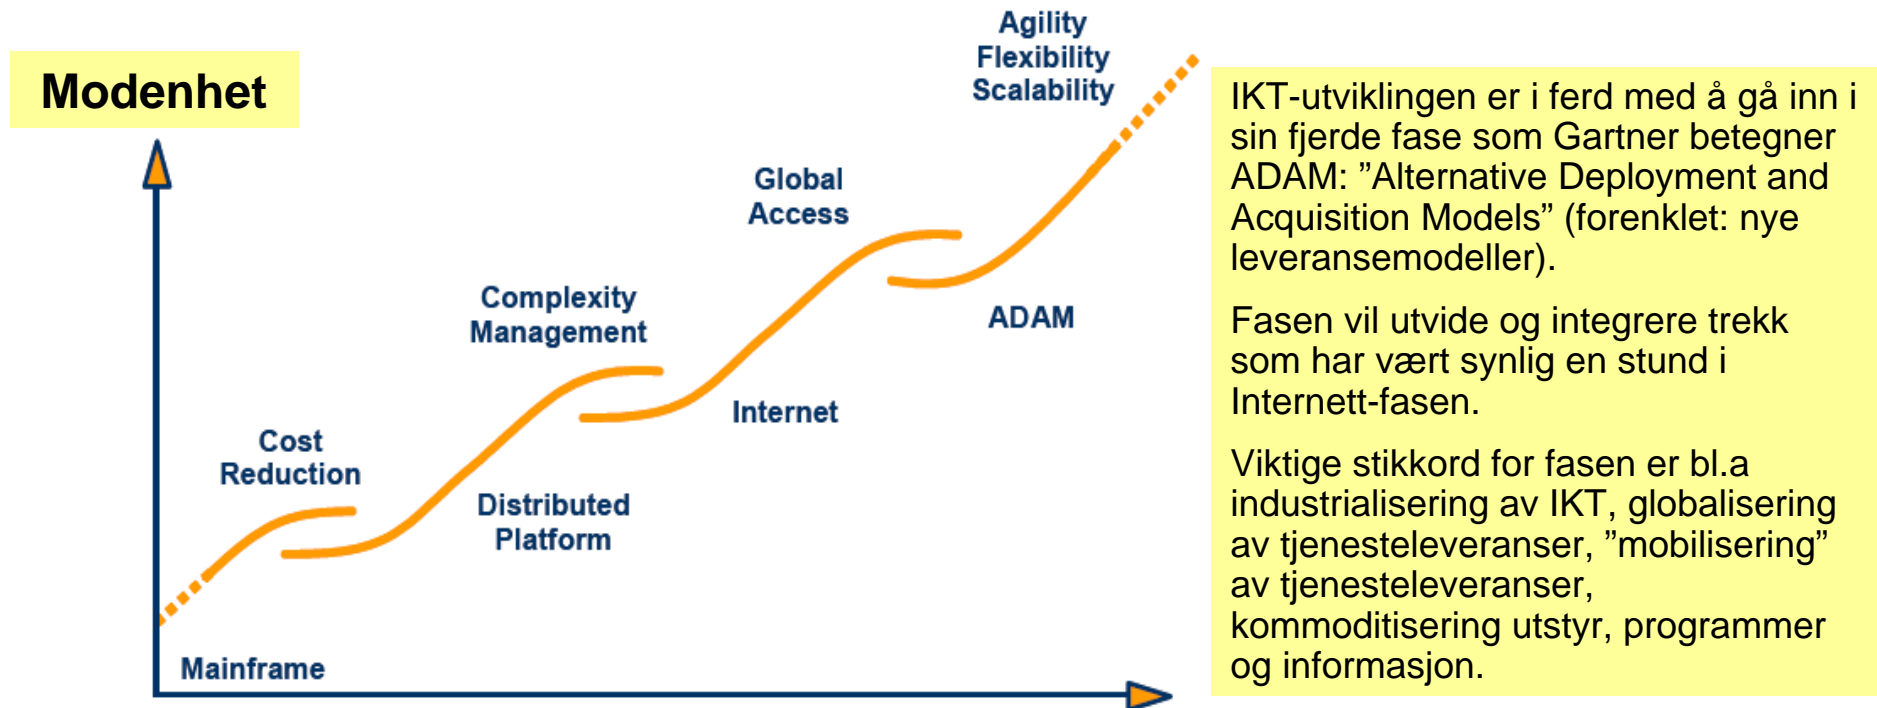 Modenhet
Agility
Flexibility
Scalability
Global
Access
ADAM
Complexity
Management
Internet
Cost
Reduction
Distributed
Platform
Mainframe
IKT-utviklingen er i ferd med å gå inn i
sin fjerde fase som Gartner betegner
ADAM: ”Alternative Deployment and
Acquisition Models” (forenklet: nye
leveransemodeller).
Fasen vil utvide og integrere trekk
som har vært synlig en stund i
Internett-fasen.
Viktige stikkord for fasen er bl.a
industrialisering av IKT, globalisering
av tjenesteleveranser, ”mobilisering”
av tjenesteleveranser,
kommoditisering utstyr, programmer
og informasjon.